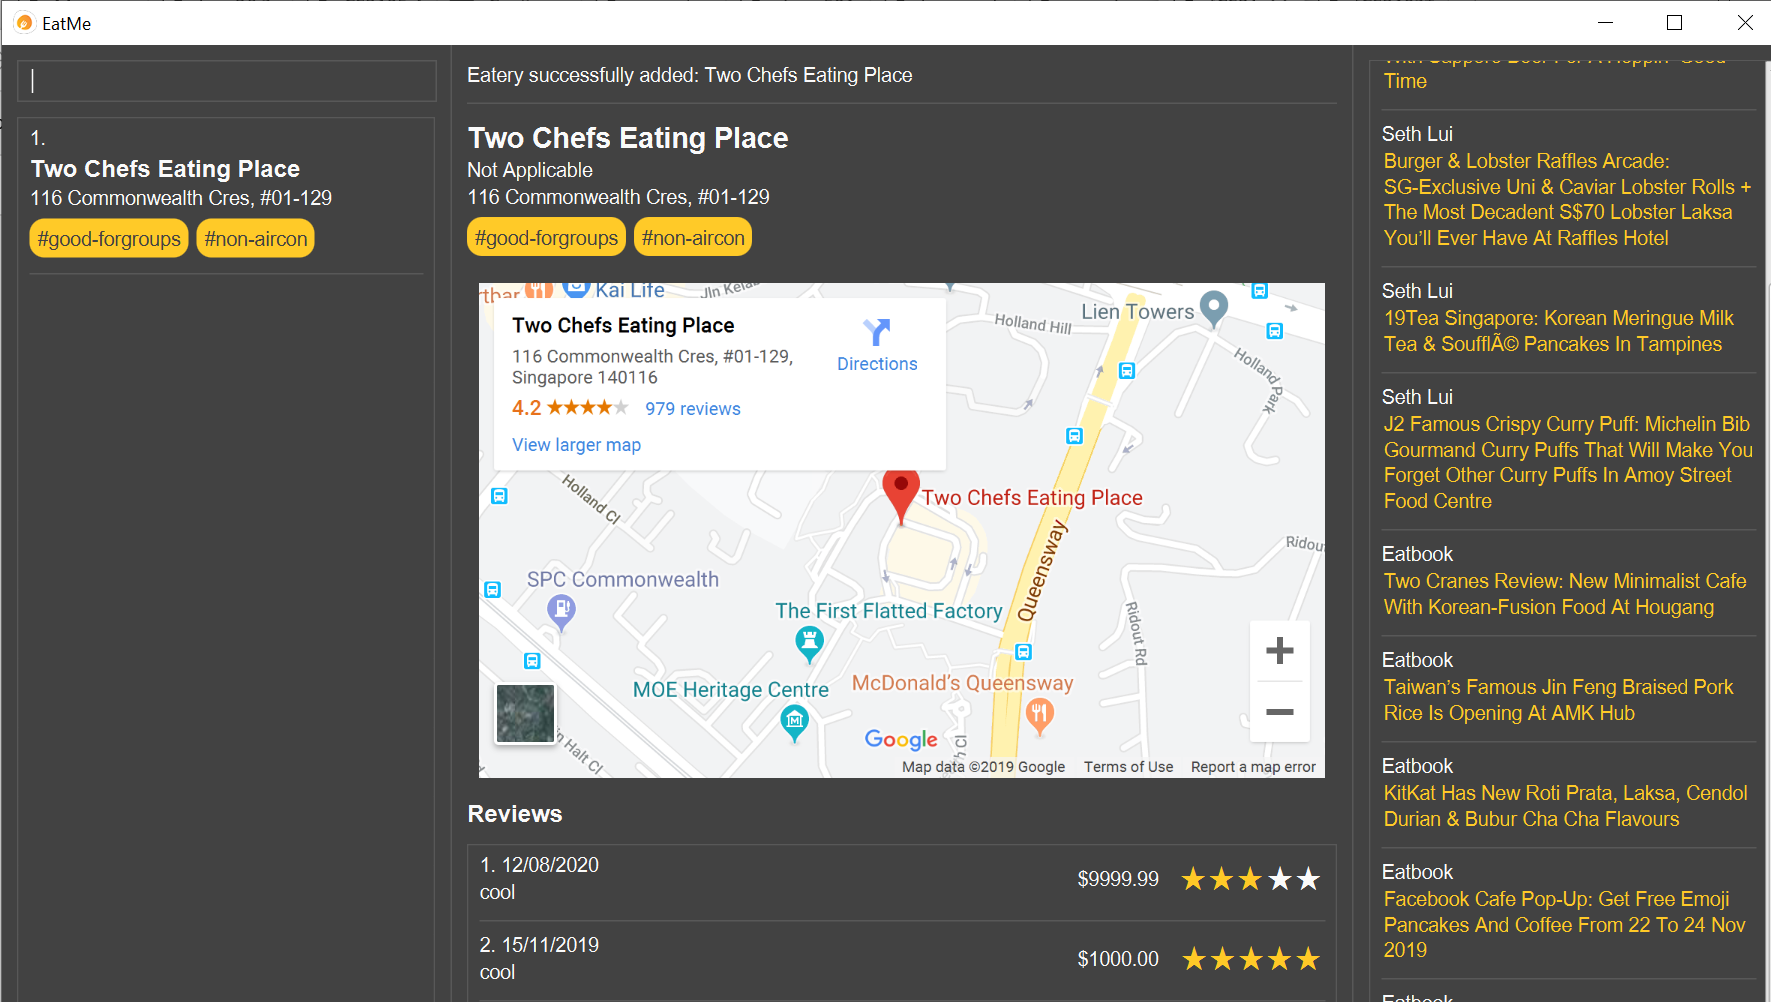 EatMe
1.
Two Chefs Eating Place
116 Commonwealth Cres, #01-129
#good-forgroups #non-aircon
Eatery successfully added: Two Chefs Eating Place
Two Chefs Eating Place
Not Applicable
116 Commonwealth Cres, #01-129
#good-forgroups #non-aircon
Kai Life
Two Chefs Eating Place
116 Commonwealth Cres, #01-129,
Singapore 140116
Directions
4.2 979 reviews
View larger map
Lien Towers
Holland Hill
Holland Park
Holland Cl
Two Chefs Eating Place
Queensway
SPC Commonwealth
The First Flatted Factory
Ridout Rd
MOE Heritage Centre
McDonald's Queensway
Halt Cl
Google
Map data ©2019 Google Terms of Use Report a map error
Reviews
1. 12/08/2020
cool
$9999.99
2. 15/11/2019
cool
$1000.00
Time
Seth Lui
Burger & Lobster Raffles Arcade:
SG-Exclusive Uni & Caviar Lobster Rolls +
The Most Decadent S$70 Lobster Laksa
You’ll Ever Have At Raffles Hotel
Seth Lui
19Tea Singapore: Korean Meringue Milk
Tea & SoufflÃ© Pancakes In Tampines
Seth Lui
J2 Famous Crispy Curry Puff: Michelin Bib
Gourmand Curry Puffs That Will Make You
Forget Other Curry Puffs In Amoy Street
Food Centre
Eatbook
Two Cranes Review: New Minimalist Cafe
With Korean-Fusion Food At Hougang
Eatbook
Taiwan’s Famous Jin Feng Braised Pork
Rice Is Opening At AMK Hub
Eatbook
KitKat Has New Roti Prata, Laksa, Cendol
Durian & Bubur Cha Cha Flavours
Eatbook
Facebook Cafe Pop-Up: Get Free Emoji
Pancakes And Coffee From 22 To 24 Nov
2019
Eatbook